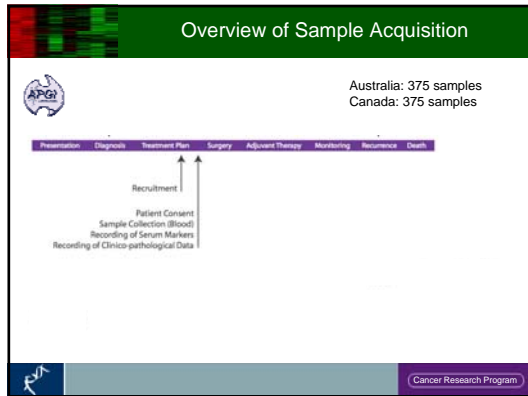 Overview of Sample Acquisition
APGI
Australia: 375 samples
Canada: 375 samples
Presentation Diagnosis Treatment Plan Surgery Adjuvant Therapy Monitoring Recurrence Death
Recruitment
Patient Consent
Sample Collection (Blood)
Recording of Serum Markers
Recording of Clinico-pathological Data
Cancer Research Program